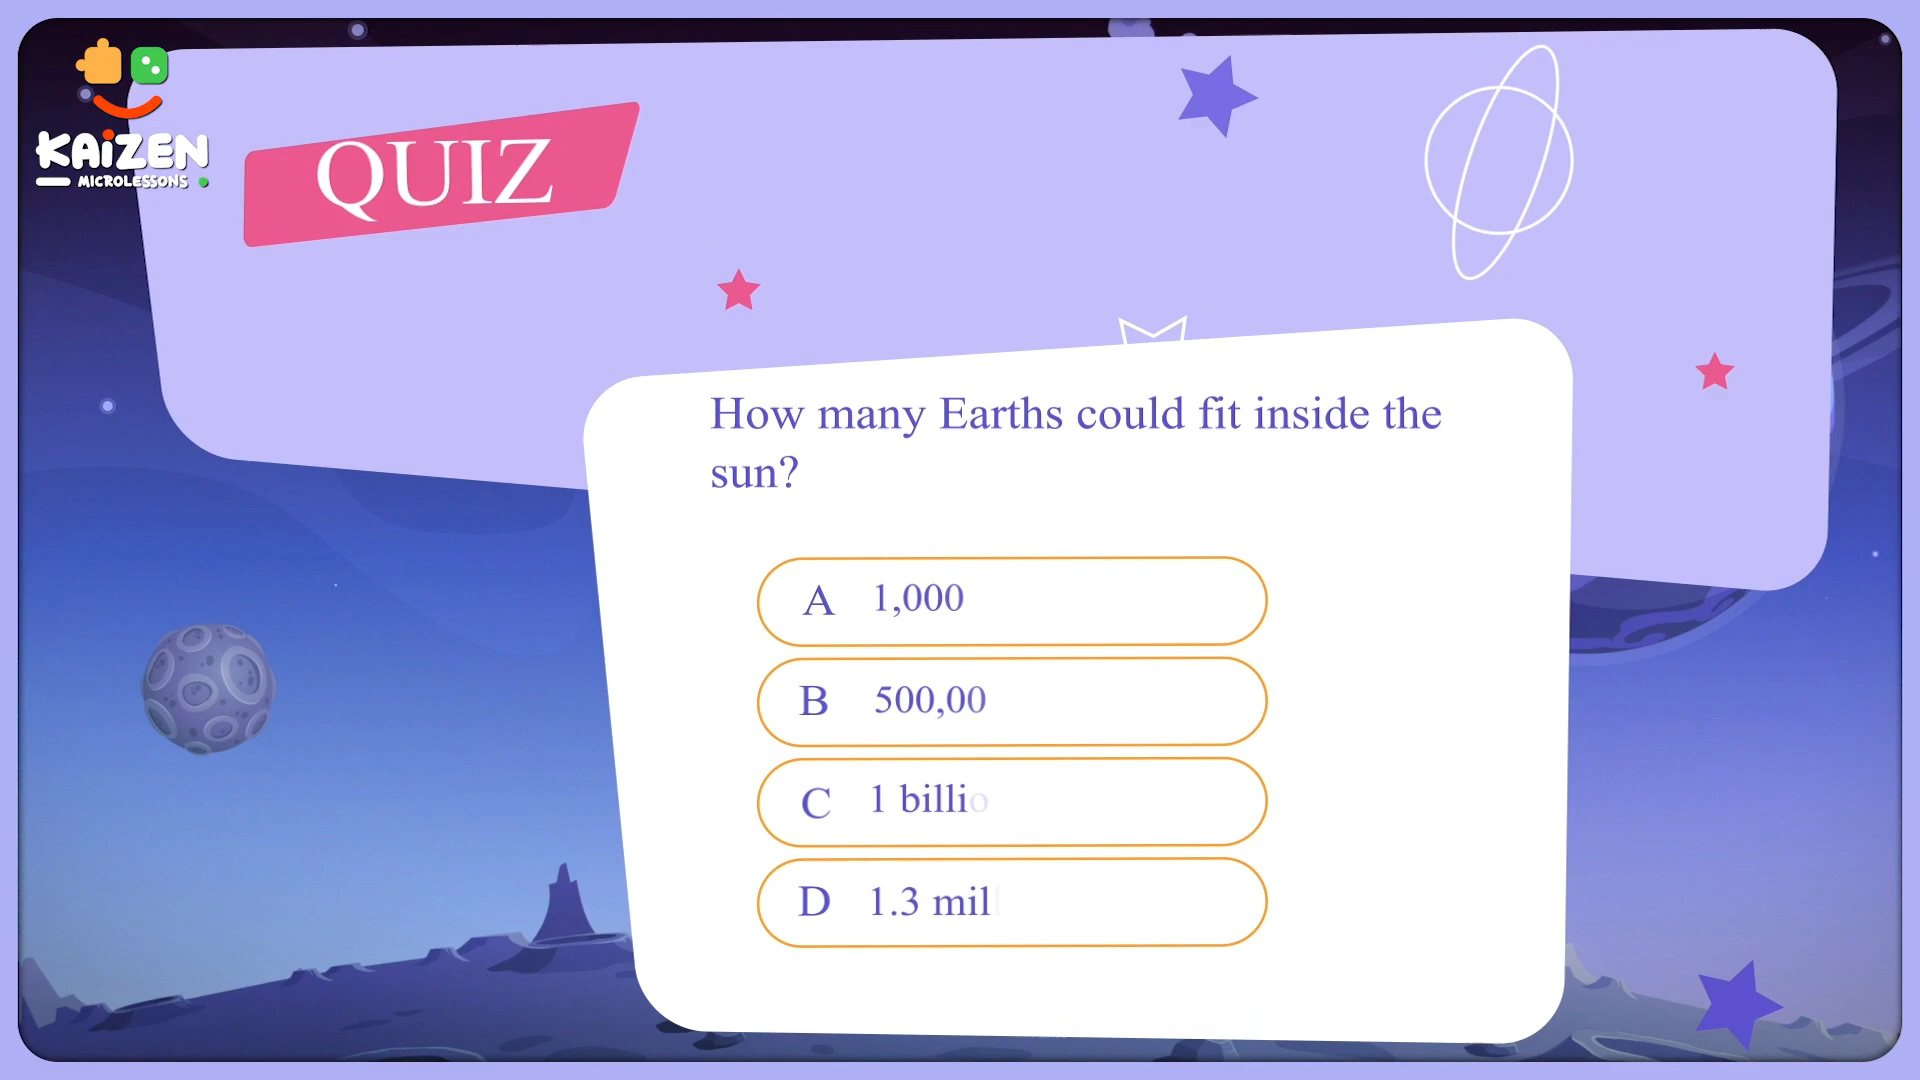 KAiZEN
MICROLESSONS
QUIZ
How many Earths could fit inside the
sun?
A 1,000
B 500,00
C 1 billio
D 1.3 mill